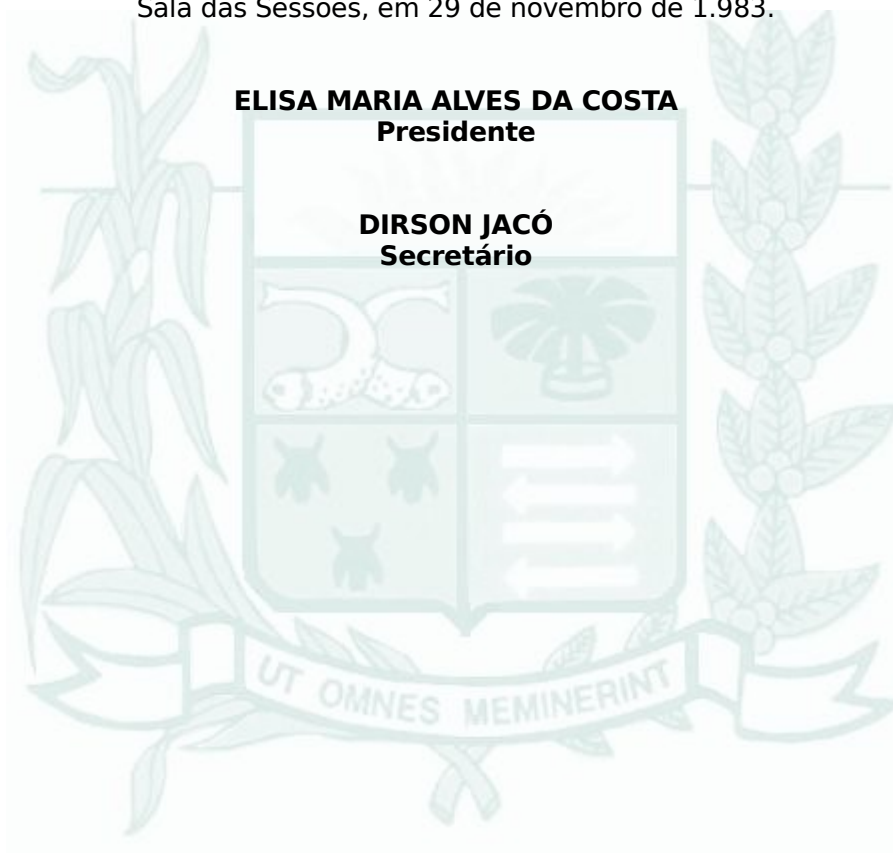 Sala das Sessões, em 29 de novembro de 1.983.
ELISA MARIA ALVES DA COSTA
Presidente
DIRSON JACÓ
Secretário
UT OMNES MEMINERINT